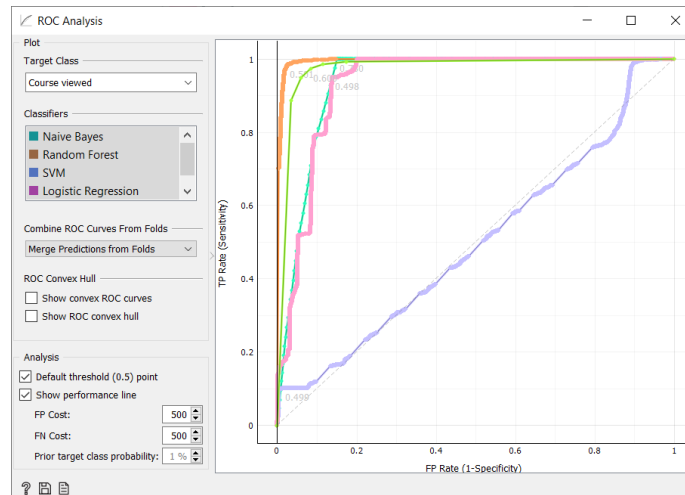 ROC Analysis
Plot
Target Class
Course viewed
Classifiers
Naive Bayes
Random Forest
SVM
Logistic Regression
Combine ROC Curves From Folds
Merge Predictions from Folds
ROC Convex Hull
Show convex ROC curves
Show ROC convex hull
Analysis
Default threshold (0.5) point
Show performance line
FP Cost: 500
FN Cost: 500
Prior target class probability: 1 %
TP Rate (Sensitivity)
1
0.8
0.6
0.4
0.2
0
0.498
0.499
0 0.2 0.4 0.6 0.8 1
FP Rate (1-Specificity)